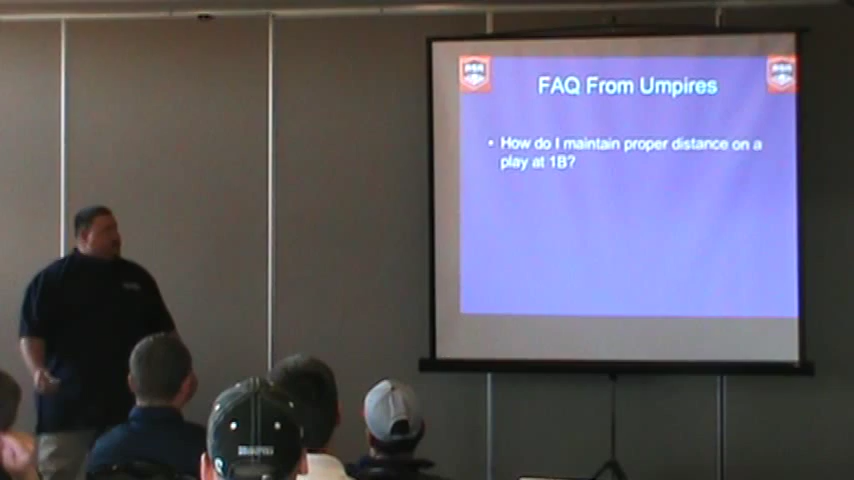 FAQ From Umpires
• How do I maintain proper distance on a
play at 1B?